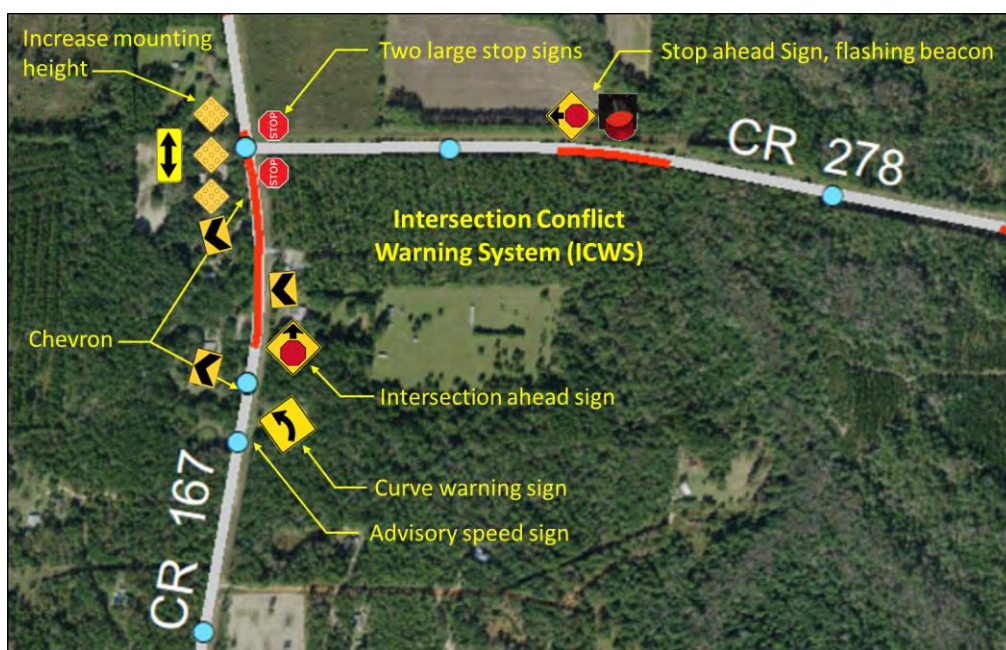 Increase mounting
height
Two large stop signs
Stop ahead Sign, flashing beacon
STOP
STOP
CR 278
Intersection Conflict
Warning System (ICWS)
Chevron
Intersection ahead sign
Curve warning sign
Advisory speed sign
CR 167